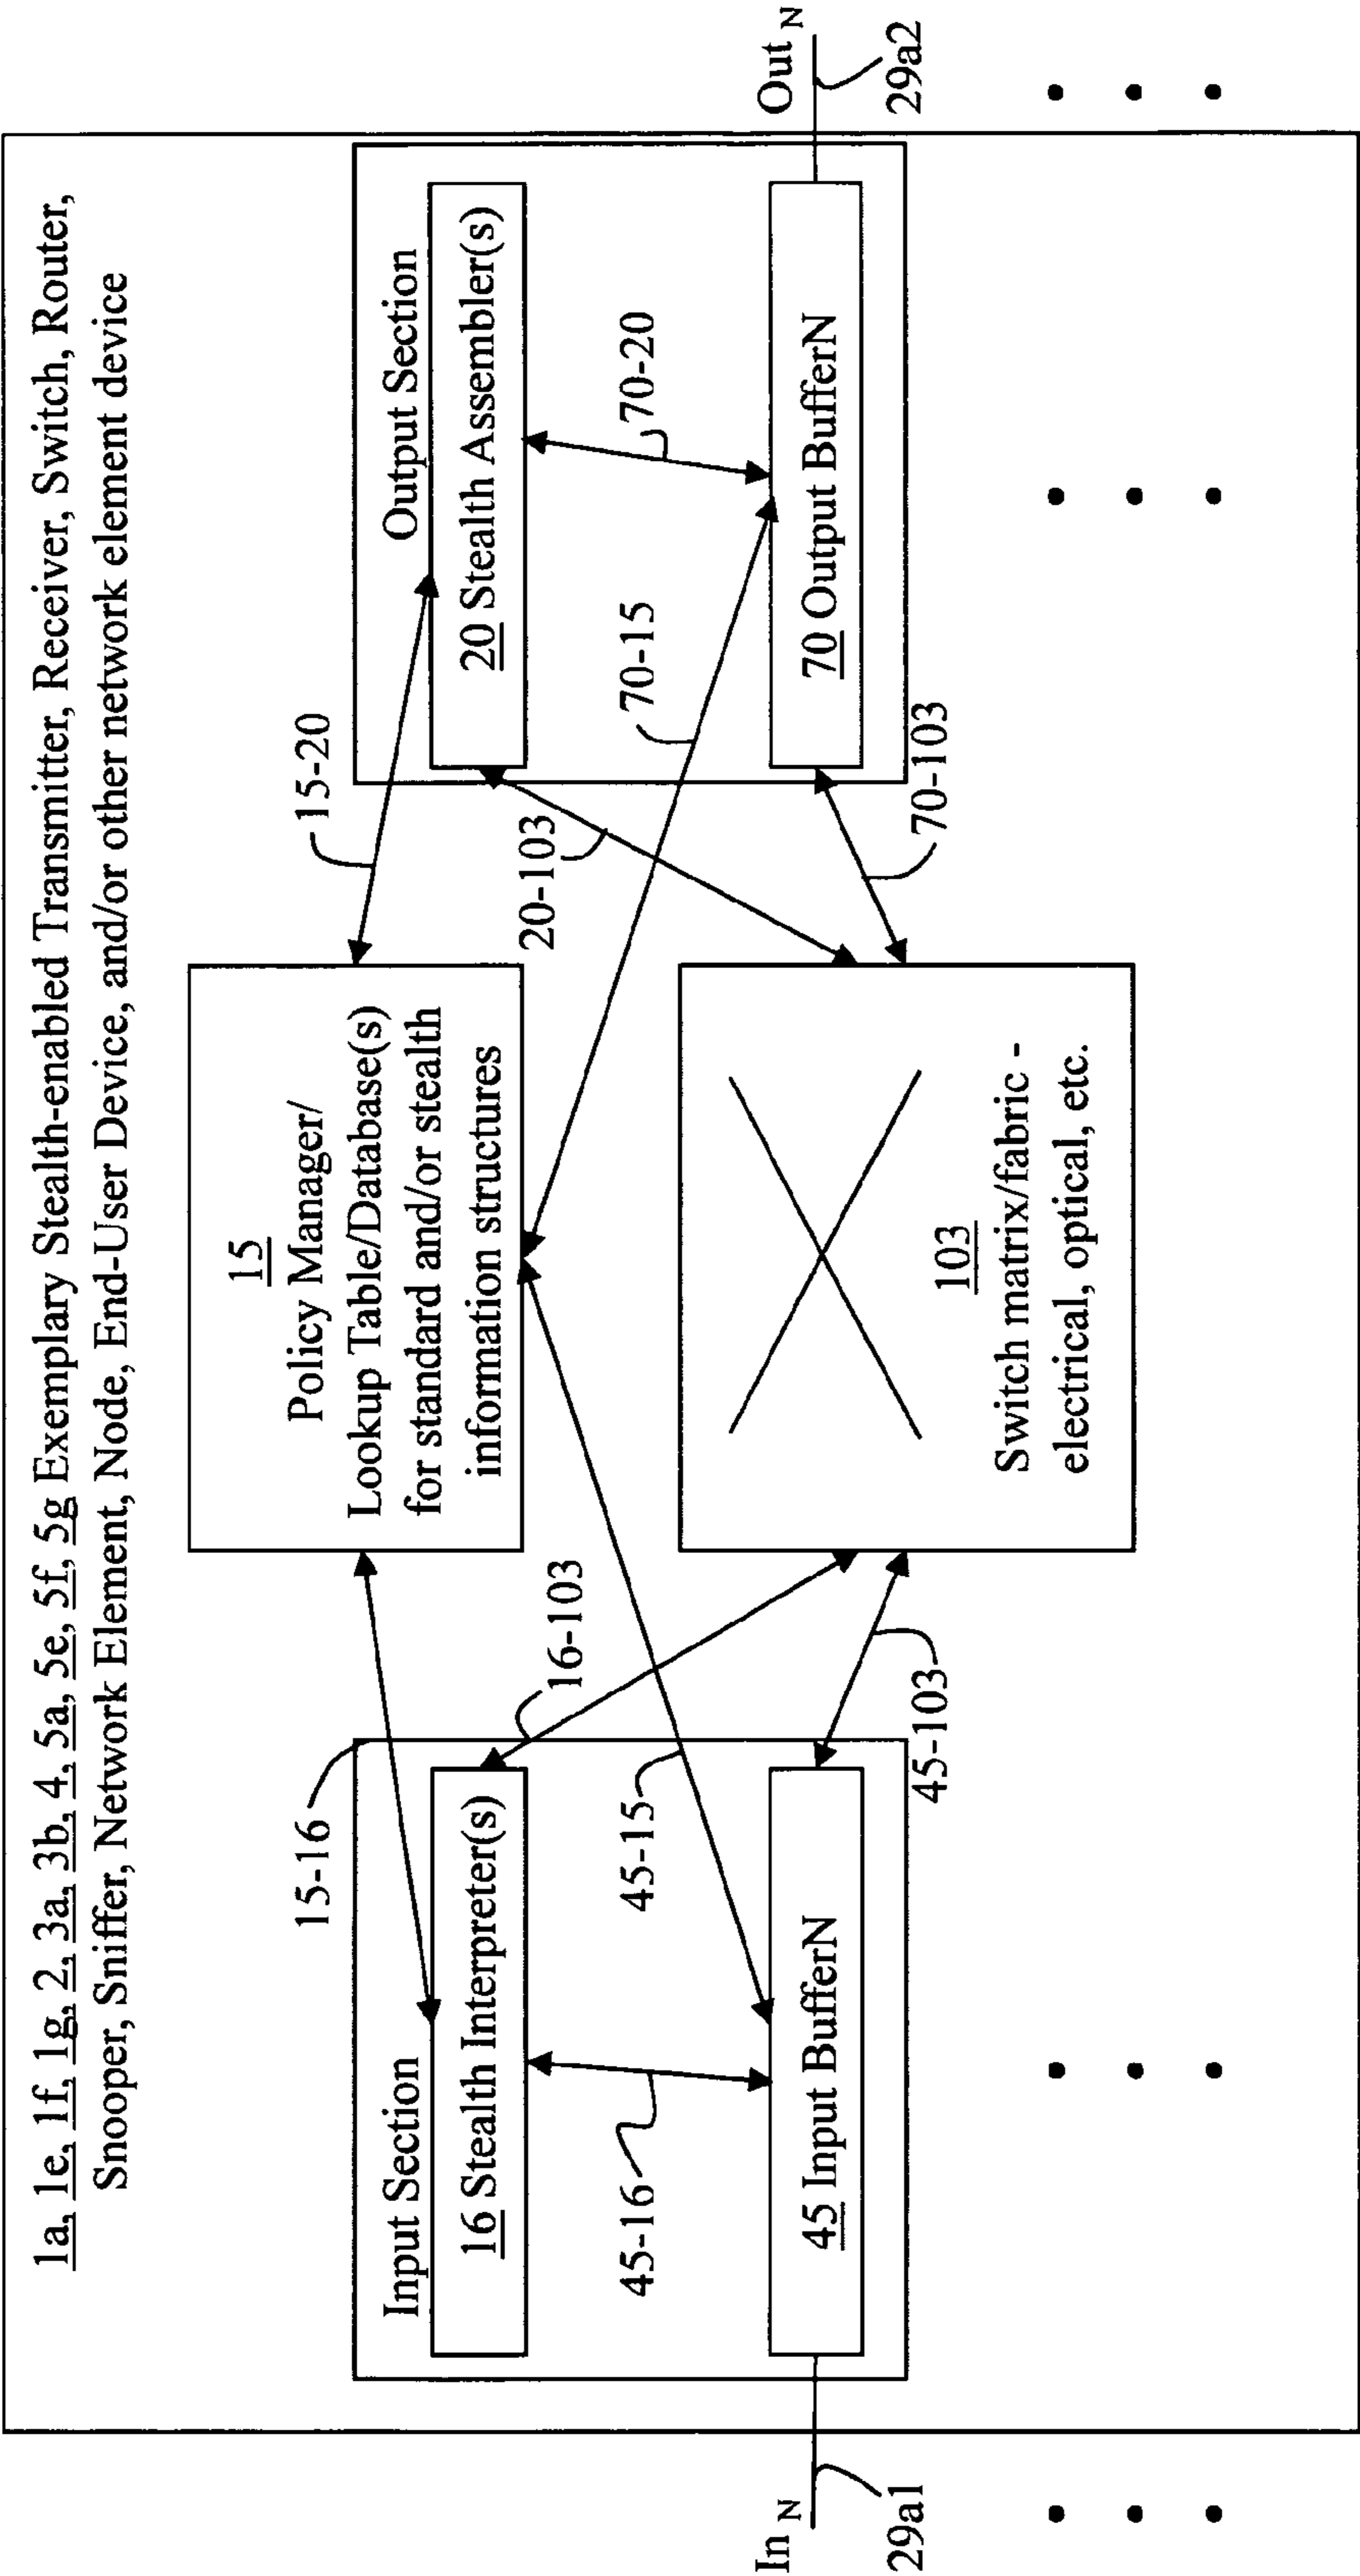 1a, 1e, 1f, 1g, 2, 3a, 3b, 4, 5a, 5e, 5f, 5g Exemplary Stealth-enabled Transmitter, Receiver, Switch, Router,
Snooper, Sniffer, Network Element, Node, End-User Device, and/or other network element device
15-16
Input Section
16 Stealth Interpreter(s)
16-103
45-16
45-15
45 Input BufferN
45-103
In N
29a1
15
Policy Manager/
Lookup Table/Database(s)
for standard and/or stealth
information structures
103
Switch matrix/fabric -
electrical, optical, etc.
15-20
Output Section
20 Stealth Assembler(s)
20-103
70-15
70-20
70 Output BufferN
70-103
Out N
29a2